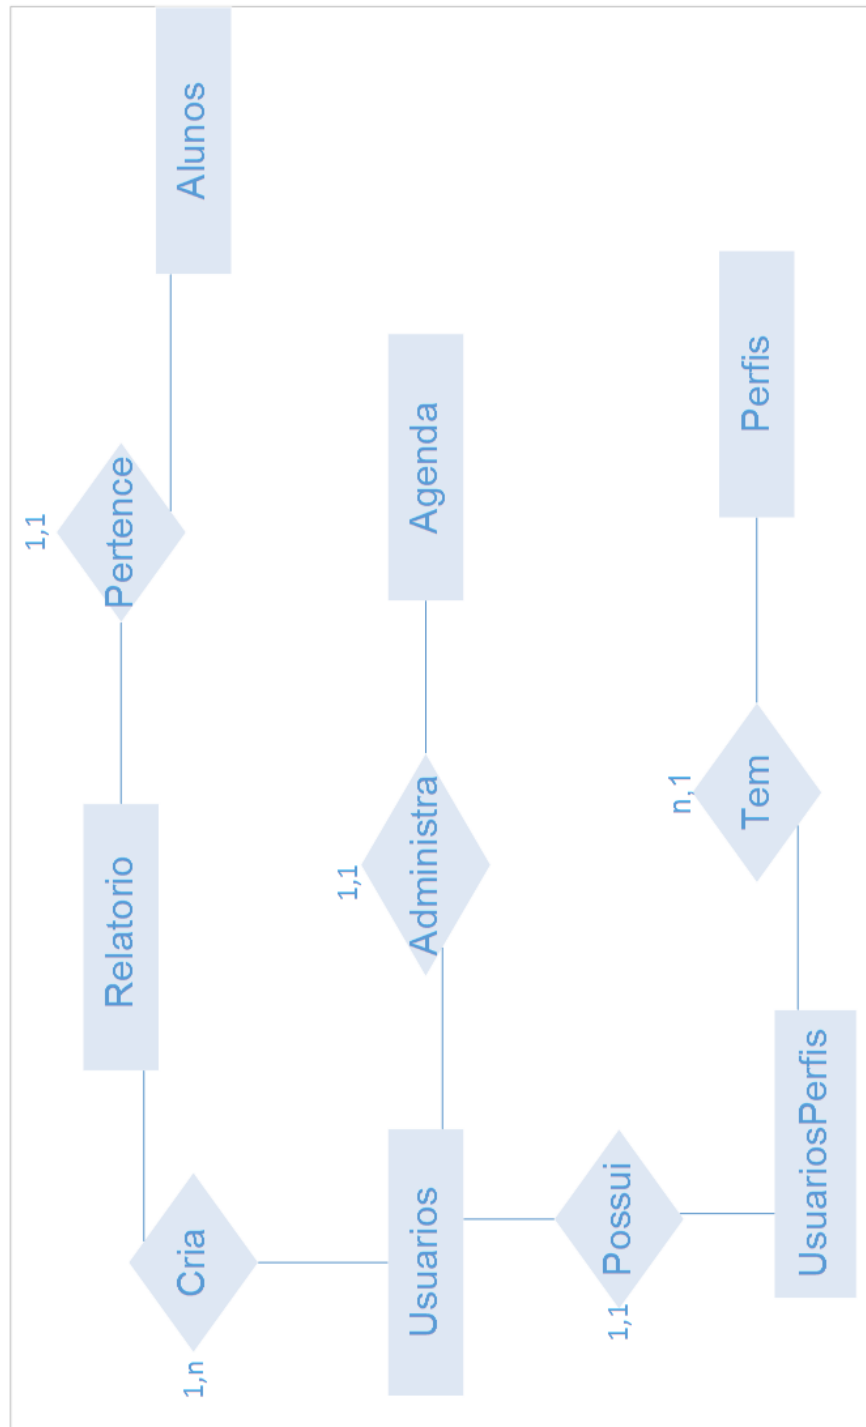 1,n
Cria
Relatorio
1,1
Pertence
Alunos
Usuarios
1,1
Administra
Agenda
1,1
Possui
UsuariosPerfis
n,1
Tem
Perfis